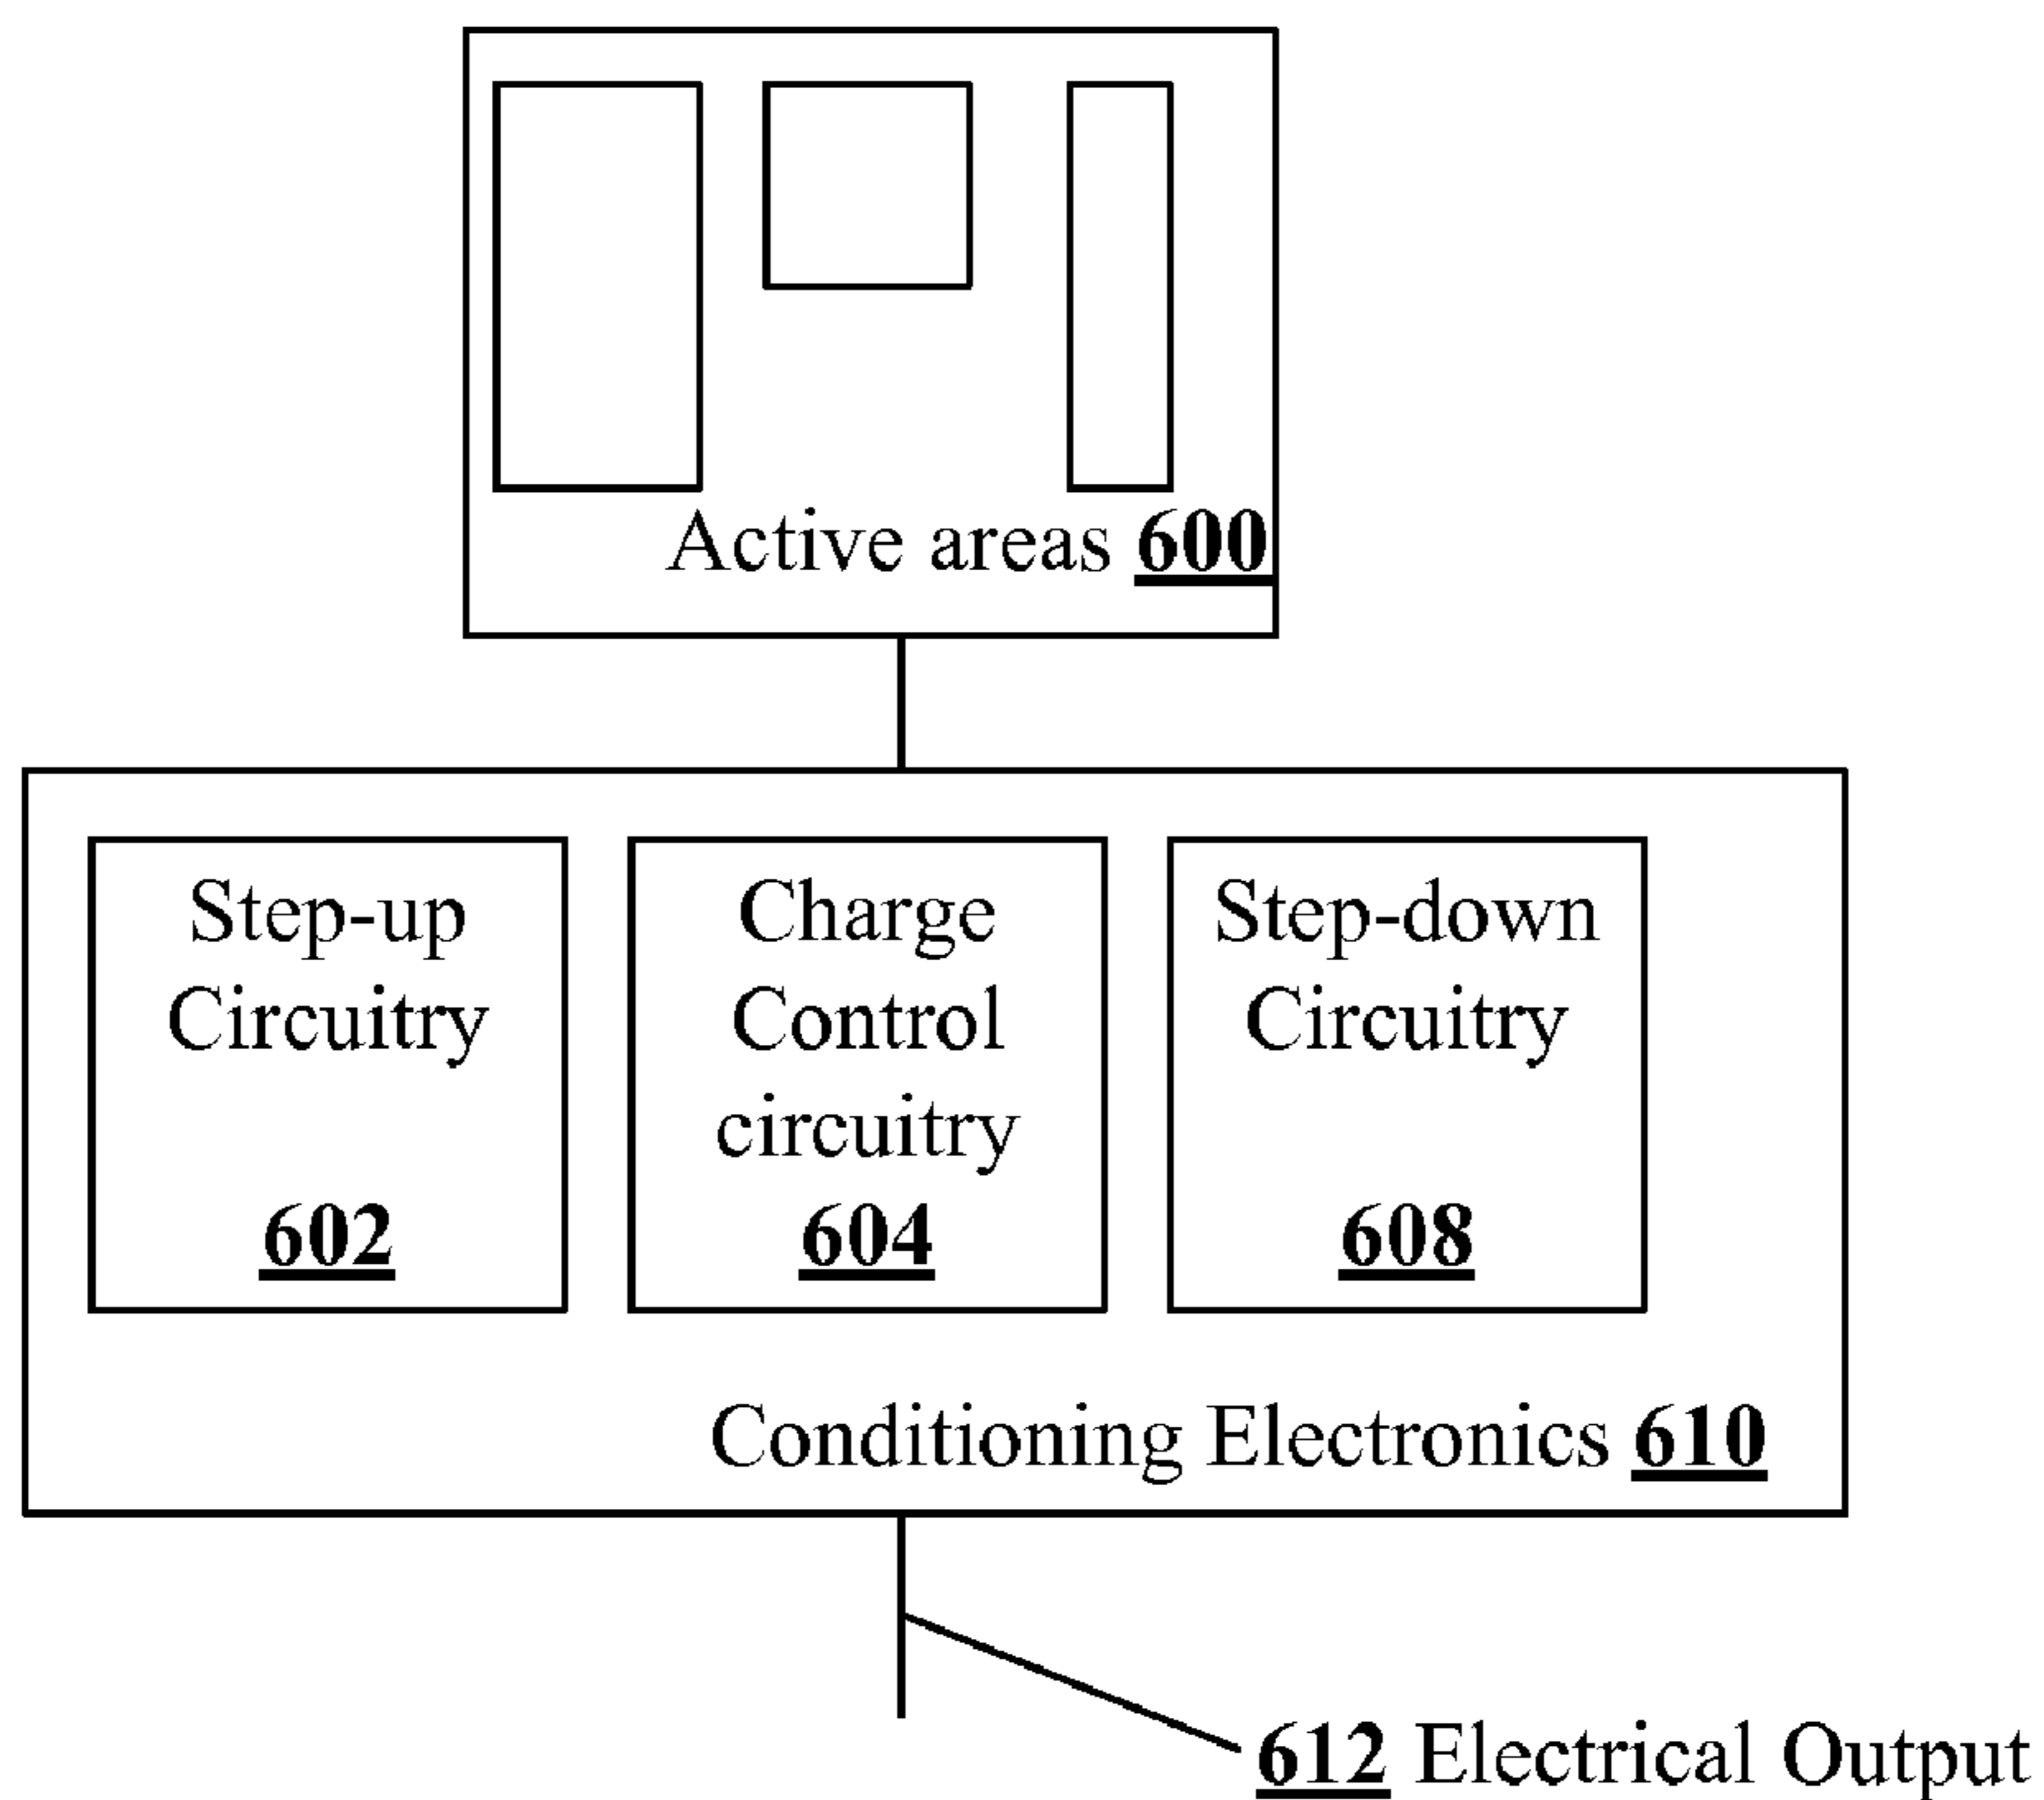 Active areas 600
Step-up
Circuitry
602
Charge
Control
circuitry
604
Step-down
Circuitry
608
Conditioning Electronics 610
612 Electrical Output